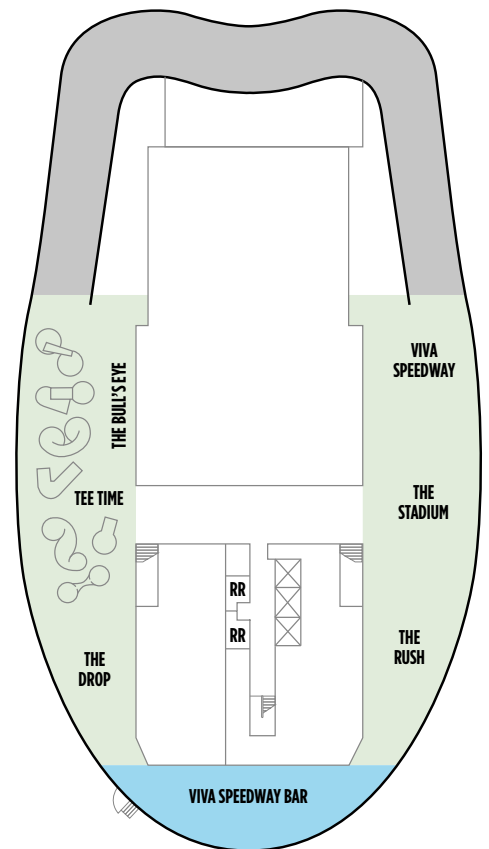 VIVA
SPEEDWAY
THE BULL'S EYE
TEE TIME
THE
STADIUM
RR
RR
THE
DROP
THE
RUSH
VIVA SPEEDWAY BAR